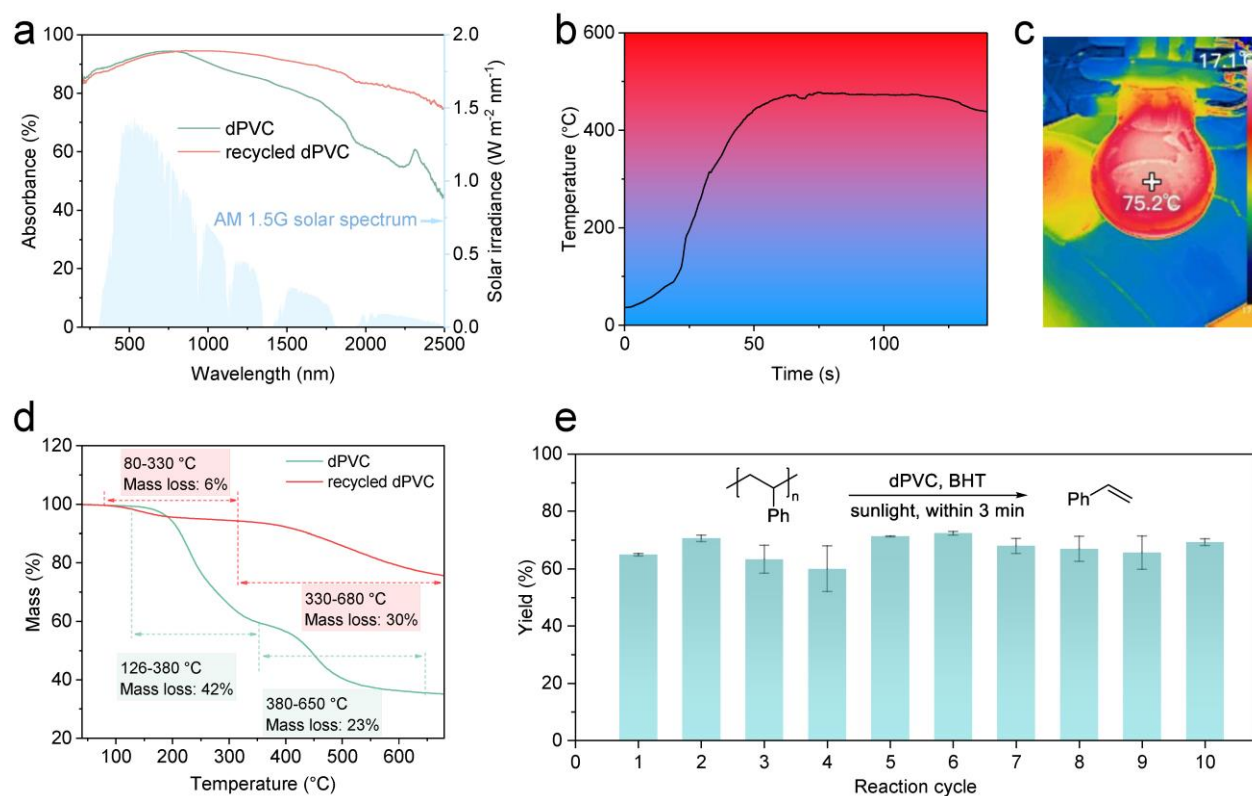 a
100
80
60
40
20
0
Absorbance (%)
500
1000
1500
2000
2500
Wavelength (nm)
2.0
1.5
1.0
0.5
0.0
Solar irradiance (W m⁻² nm⁻¹)
dPVC
recycled dPVC
AM 1.5G solar spectrum
b
600
400
200
0
Temperature (°C)
0
50
100
Time (s)
c
17.1°C
75.2°C
d
120
100
80
60
40
20
Mass (%)
100
200
300
400
500
600
Temperature (°C)
dPVC
recycled dPVC
80-330 °C
Mass loss: 6%
330-680 °C
Mass loss: 30%
126-380 °C
Mass loss: 42%
380-650 °C
Mass loss: 23%
e
100
80
60
40
20
0
Yield (%)
n
Ph
dPVC, BHT
sunlight, within 3 min
Ph
0
1
2
3
4
5
6
7
8
9
10
Reaction cycle